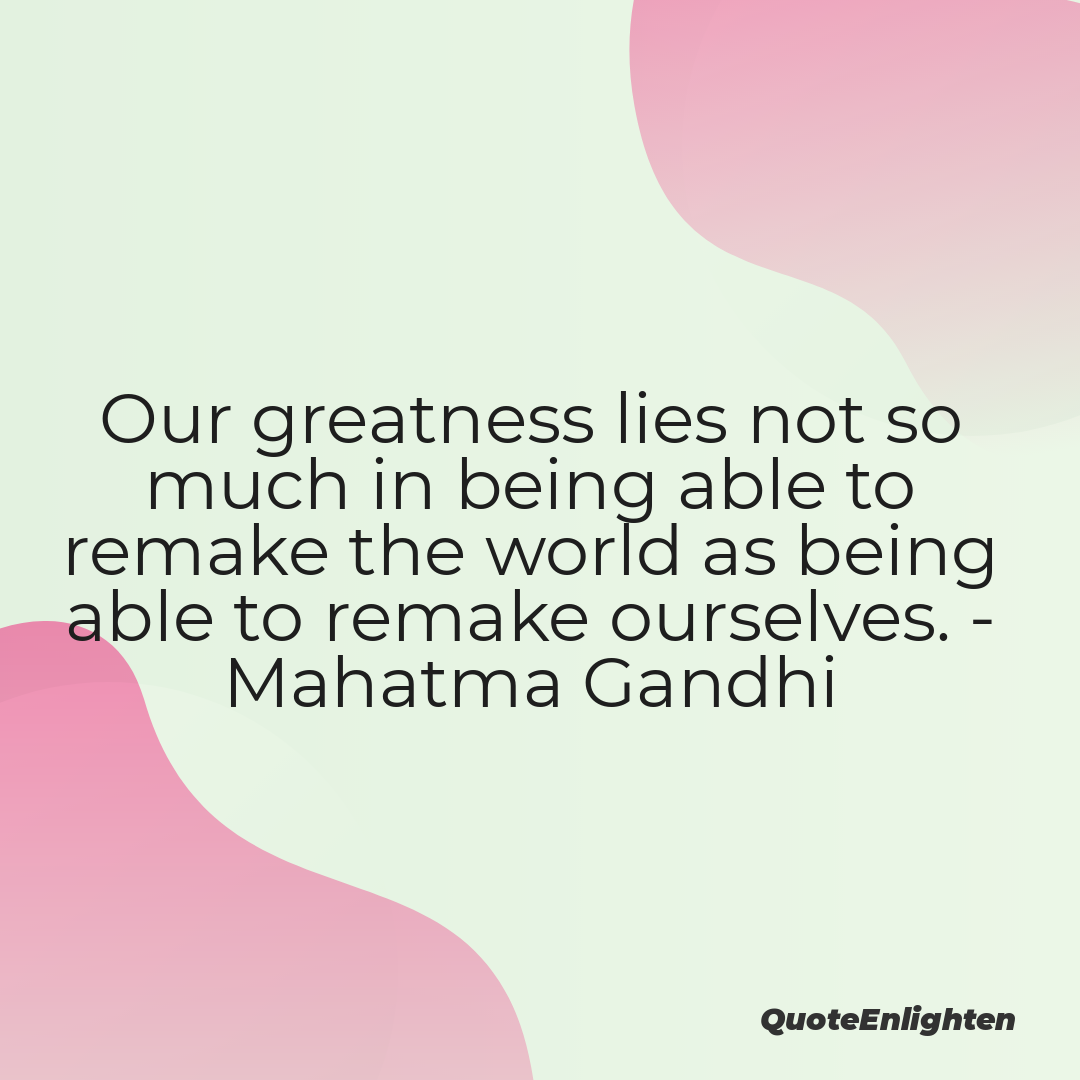 Our greatness lies not so
much in being able to
remake the world as being
able to remake ourselves. -
Mahatma Gandhi
QuoteEnlighten